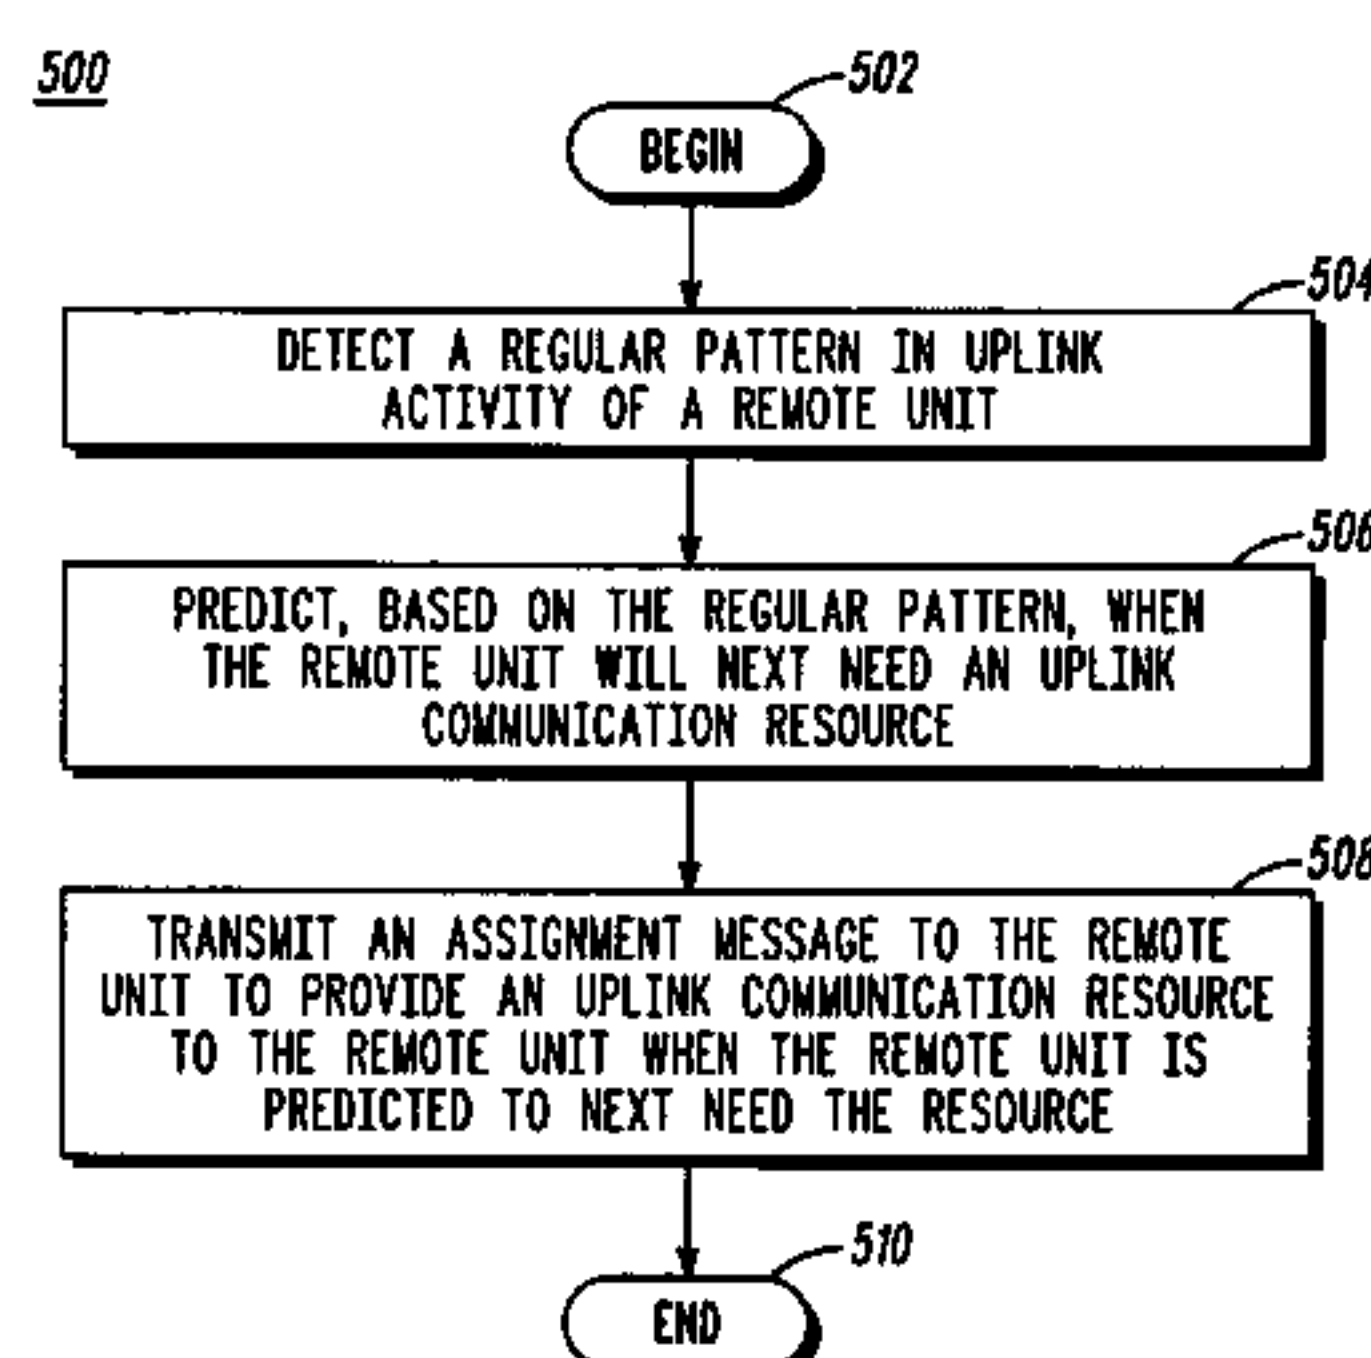 500
502
BEGIN
504
DETECT A REGULAR PATTERN IN UPLINK
ACTIVITY OF A REMOTE UNIT
506
PREDICT, BASED ON THE REGULAR PATTERN, WHEN
THE REMOTE UNIT WILL NEXT NEED AN UPLINK
COMMUNICATION RESOURCE
508
TRANSMIT AN ASSIGNMENT MESSAGE TO THE REMOTE
UNIT TO PROVIDE AN UPLINK COMMUNICATION RESOURCE
TO THE REMOTE UNIT WHEN THE REMOTE UNIT IS
PREDICTED TO NEXT NEED THE RESOURCE
510
END